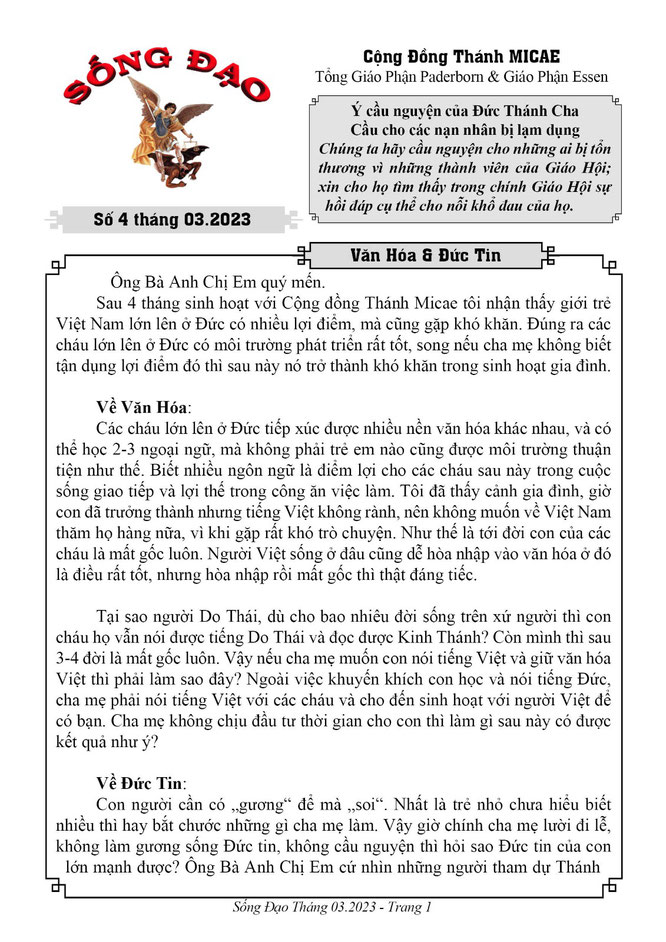 SỐNG ĐẠO
Số 4 tháng 03.2023
Cộng Đồng Thánh MICAE
Tổng Giáo Phận Paderborn & Giáo Phận Essen
Ý cầu nguyện của Đức Thánh Cha
Cầu cho các nạn nhân bị lạm dụng
Chúng ta hãy cầu nguyện cho những ai bị tổn
thương vì những thành viên của Giáo Hội;
xin cho họ tìm thấy trong chính Giáo Hội sự
hồi đáp cụ thể cho nỗi khổ đau của họ.
Văn Hóa & Đức Tin
Ông Bà Anh Chị Em quý mến.
Sau 4 tháng sinh hoạt với Cộng đồng Thánh Micae tôi nhận thấy giới trẻ
Việt Nam lớn lên ở Đức có nhiều lợi điểm, mà cũng gặp khó khăn. Đúng ra các
cháu lớn lên ở Đức có môi trường phát triển rất tốt, song nếu cha mẹ không biết
tận dụng lợi điểm đó thì sau này nó trở thành khó khăn trong sinh hoạt gia đình.
Về Văn Hóa:
Các cháu lớn lên ở Đức tiếp xúc được nhiều nền văn hóa khác nhau, và có
thể học 2-3 ngoại ngữ, mà không phải trẻ em nào cũng được môi trường thuận
tiện như thế. Biết nhiều ngôn ngữ là điểm lợi cho các cháu sau này trong cuộc
sống giao tiếp và lợi thế trong công ăn việc làm. Tôi đã thấy cảnh gia đình, giờ
con đã trưởng thành nhưng tiếng Việt không rành, nên không muốn về Việt Nam
thăm họ hàng nữa, vì khi gặp rất khó trò chuyện. Như thế là tới đời con của các
cháu là mất gốc luôn. Người Việt sống ở đâu cũng dễ hòa nhập vào văn hóa ở đó
là điều rất tốt, nhưng hòa nhập rồi mất gốc thì thật đáng tiếc.
Tại sao người Do Thái, dù cho bao nhiêu đời sống trên xứ người thì con
cháu họ vẫn nói được tiếng Do Thái và đọc được Kinh Thánh? Còn mình thì sau
3-4 đời là mất gốc luôn. Vậy nếu cha mẹ muốn con nói tiếng Việt và giữ văn hóa
Việt thì phải làm sao đây? Ngoài việc khuyến khích con học và nói tiếng Đức,
cha mẹ phải nói tiếng Việt với các cháu và cho đến sinh hoạt với người Việt để
có bạn. Cha mẹ không chịu đầu tư thời gian cho con thì làm gì sau này có được
kết quả như ý?
Về Đức Tin:
Con người cần có „gương“ để mà „soi“. Nhất là trẻ nhỏ chưa hiểu biết
nhiều thì hay bắt chước những gì cha mẹ làm. Vậy giờ chính cha mẹ lười đi lễ,
không làm gương sống Đức tin, không cầu nguyện thì hỏi sao Đức tin của con
lớn mạnh được? Ông Bà Anh Chị Em cứ nhìn những người tham dự Thánh
Sống Đạo Tháng 03.2023 - Trang 1